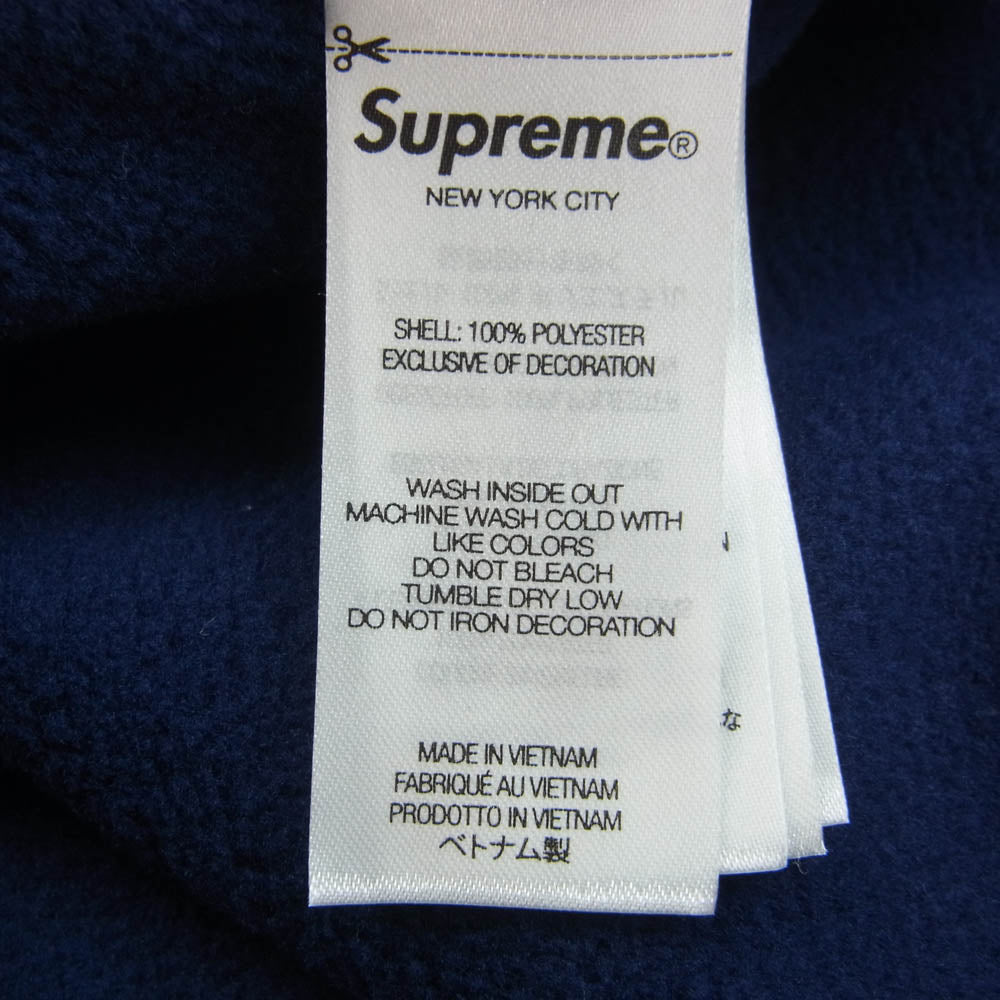 Supreme®
NEW YORK CITY
SHELL: 100% POLYESTER
EXCLUSIVE OF DECORATION
WASH INSIDE OUT
MACHINE WASH COLD WITH
LIKE COLORS
DO NOT BLEACH
TUMBLE DRY LOW
DO NOT IRON DECORATION
MADE IN VIETNAM
FABRIQUÉ AU VIETNAM
PRODOTTO IN VIETNAM
ベトナム製
な